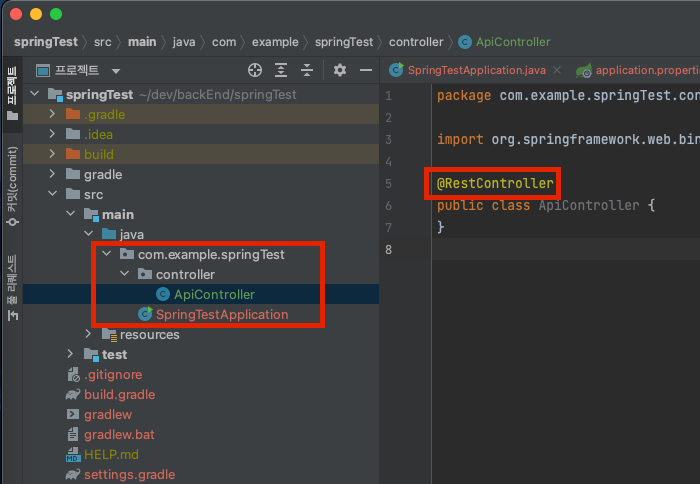 springTest 〉 src 〉 main 〉 java 〉 com 〉 example 〉 springTest 〉 controller 〉 ApiController
프로젝트
커밋(commit)
풀 리퀘스트
프로젝트
springTest ~/dev/backEnd/springTest
.gradle
.idea
build
gradle
src
main
java
com.example.springTest
controller
ApiController
SpringTestApplication
resources
test
.gitignore
build.gradle
gradlew
gradlew.bat
HELP.md
settings.gradle
SpringTestApplication.java
application.propertie
1 package com.example.springTest.con
2
3 import org.springframework.web.bin
4
5 @RestController
6 public class ApiController {
7 }
8